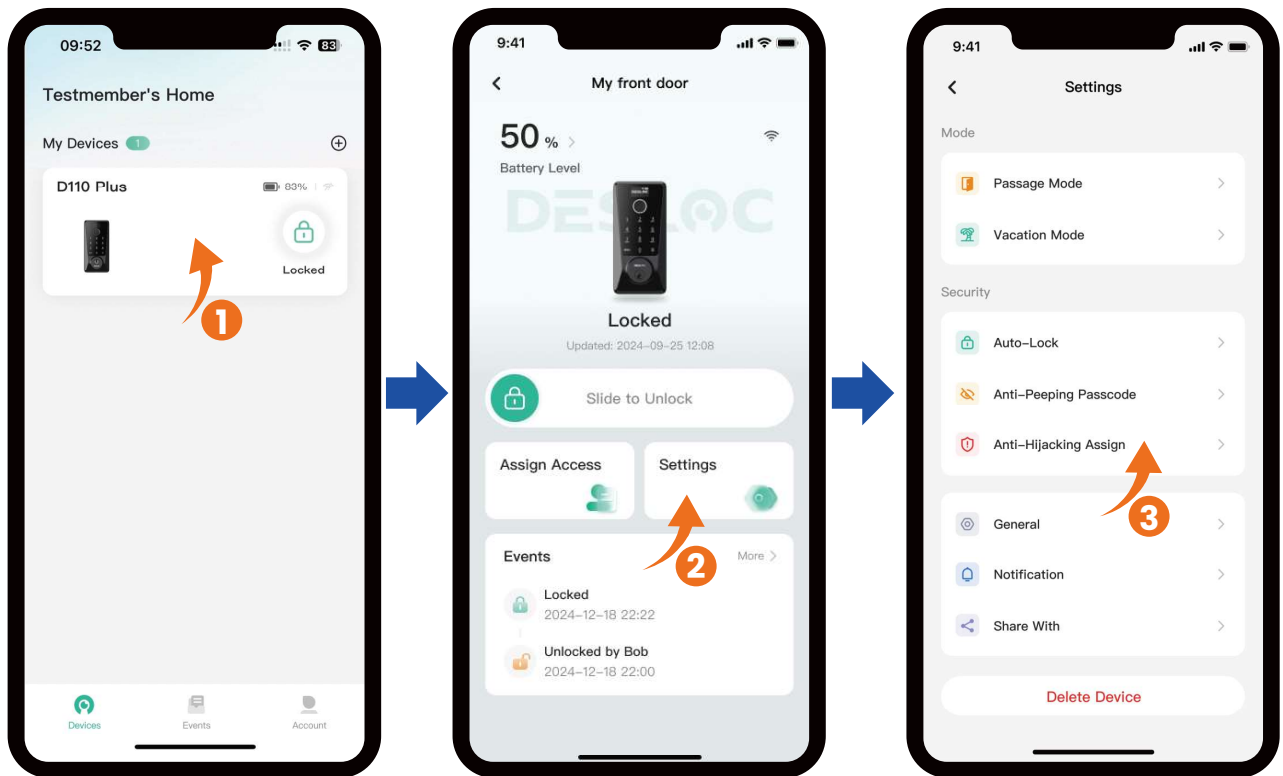 09:52
83
Testmember's Home
My Devices 1
D110 Plus
83%
Locked
1
Devices
Events
Account
9:41
My front door
50 %
Battery Level
DESLOC
Locked
Updated: 2024-09-25 12:08
Slide to Unlock
Assign Access
Settings
2
Events
More
Locked
2024-12-18 22:22
Unlocked by Bob
2024-12-18 22:00
9:41
Settings
Mode
Passage Mode
Vacation Mode
Security
Auto-Lock
Anti-Peeping Passcode
Anti-Hijacking Assign
3
General
Notification
Share With
Delete Device